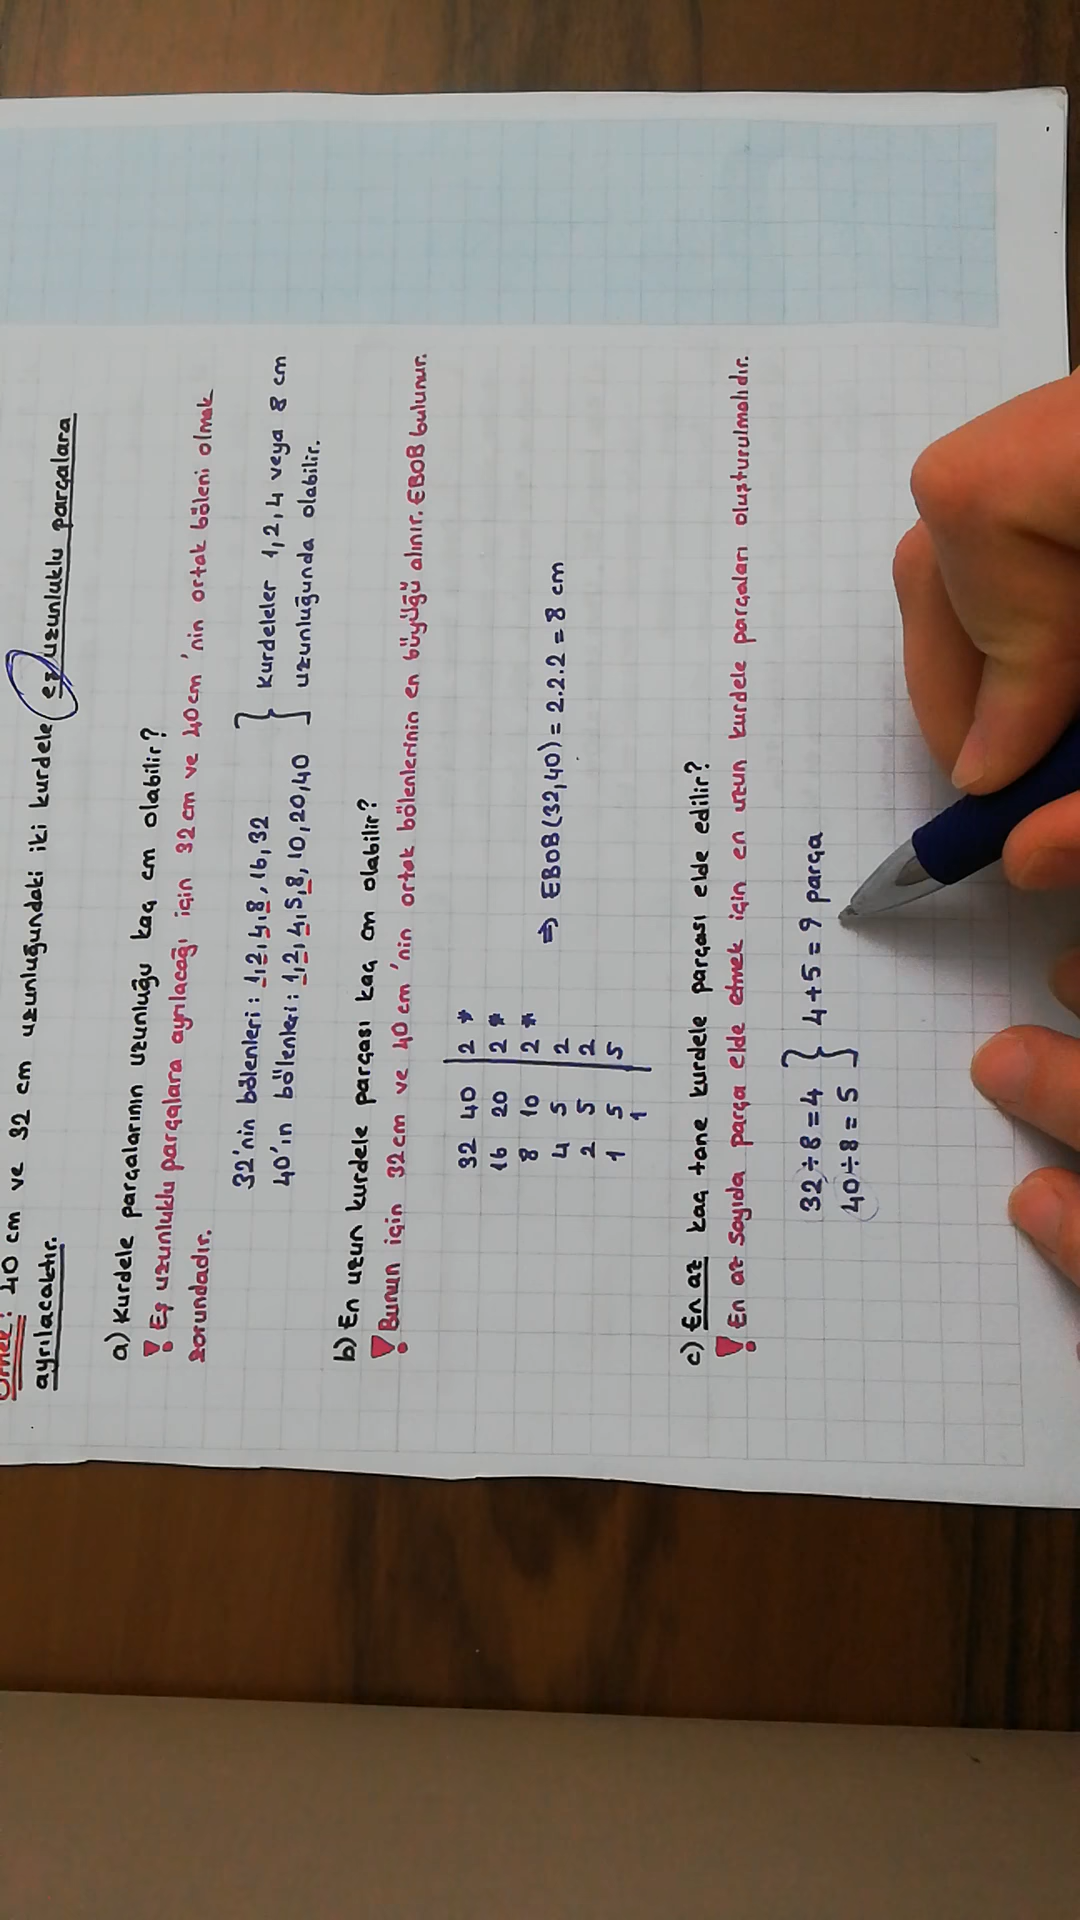 Örnek: 40 cm ve 32 cm uzunluğundaki iki kurdele eş uzunluklu parçalara
ayrılacaktır.
a) Kurdele parçalarının uzunluğu kaç cm olabilir?
! Eş uzunluklu parçalara ayrılacağı için 32 cm ve 40 cm 'nin ortak böleni olmak
zorundadır.
32'nin bölenleri: 1,2,4,8,16,32
40'ın bölenleri: 1,2,4,5,8,10,20,40
} kurdeleler 1,2,4 veya 8 cm
uzunluğunda olabilir.
b) En uzun kurdele parçası kaç cm olabilir?
! Bunun için 32 cm ve 40 cm 'nin ortak bölenlerinin en büyüğü alınır. EBOB bulunur.
32 40 | 2 *
16 20 | 2 *
8 10 | 2 *
4 5 | 2
2 5 | 2
1 5 | 5
1
⇒ EBOB (32,40) = 2.2.2 = 8 cm
c) En az kaç tane kurdele parçası elde edilir?
! En az sayıda parça elde etmek için en uzun kurdele parçaları oluşturulmalıdır.
32÷8=4
40÷8=5
} 4+5=9 parça